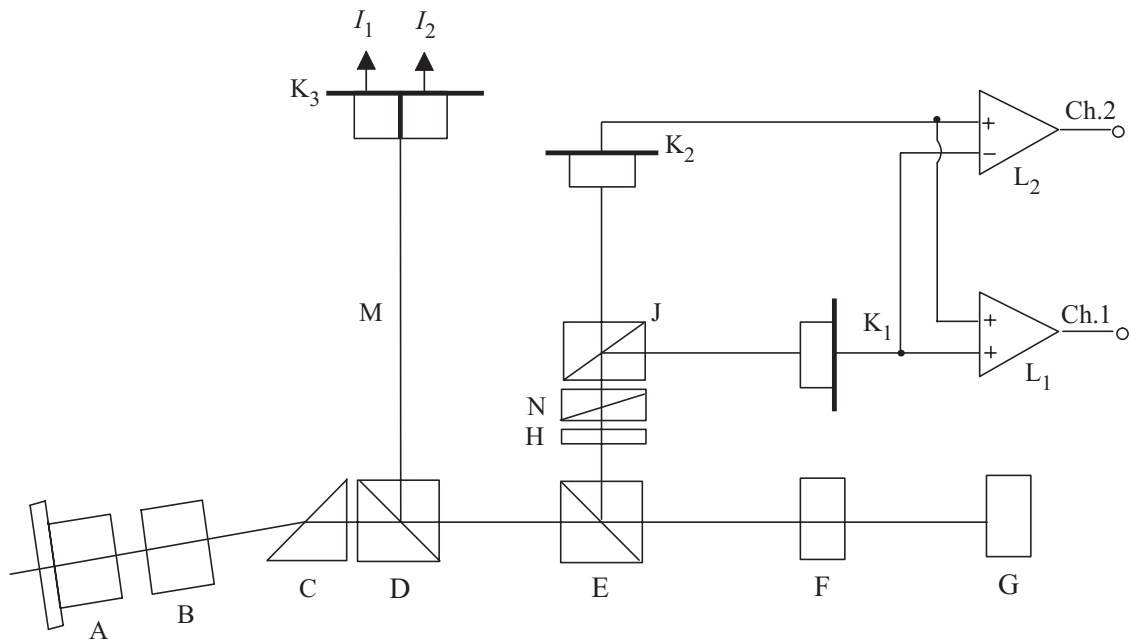 I₁ I₂
K₃
K₂
+
−
Ch.2
L₂
M
J
K₁
+
+
Ch.1
L₁
N
H
A
B
C
D
E
F
G